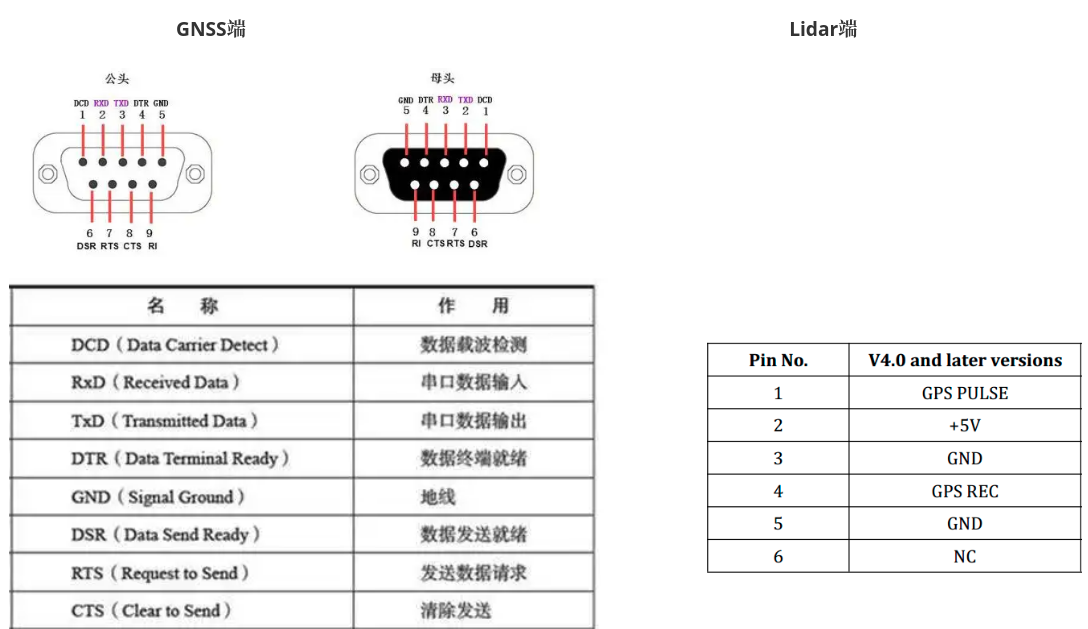 GNSS端
Lidar端
公头
DCD RXD TXD DTR GND
1 2 3 4 5
6 7 8 9
DSR RTS CTS RI
母头
GND DTR RXD TXD DCD
5 4 3 2 1
9 8 7 6
RI CTS RTS DSR
名 称 作 用
DCD（Data Carrier Detect） 数据载波检测
RxD（Received Data） 串口数据输入
TxD（Transmitted Data） 串口数据输出
DTR（Data Terminal Ready） 数据终端就绪
GND（Signal Ground） 地线
DSR（Data Send Ready） 数据发送就绪
RTS（Request to Send） 发送数据请求
CTS（Clear to Send） 清除发送
Pin No. V4.0 and later versions
1 GPS PULSE
2 +5V
3 GND
4 GPS REC
5 GND
6 NC